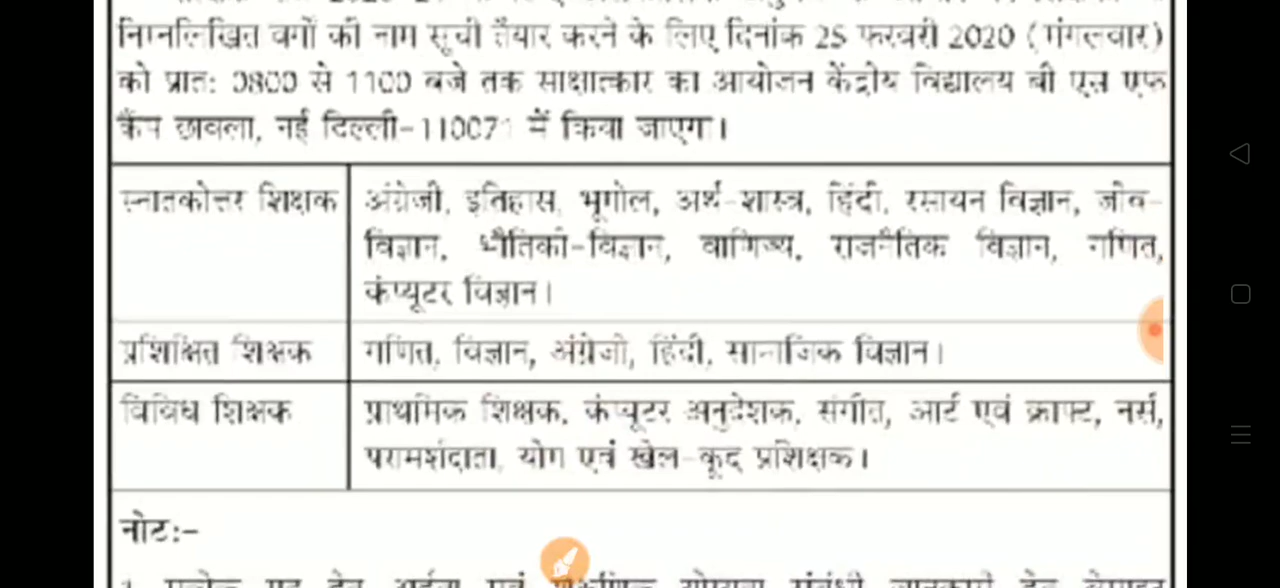 निम्नलिखित वर्गों की नाम सूची तैयार करने के लिए दिनांक 25 फरवरी 2020 (मंगलवार)
को प्रात: 0800 से 1100 बजे तक साक्षात्कार का आयोजन केंद्रीय विद्यालय बी एस एफ
कैंप छावला, नई दिल्ली-110071 में किया जाएगा।
स्नातकोत्तर शिक्षक
अंग्रेजी, इतिहास, भूगोल, अर्थ-शास्त्र, हिंदी, रसायन विज्ञान, जीव-
विज्ञान, भौतिकी-विज्ञान, वाणिज्य, राजनैतिक विज्ञान, गणित,
कंप्यूटर विज्ञान।
प्रशिक्षित शिक्षक
गणित, विज्ञान, अंग्रेजी, हिंदी, सामाजिक विज्ञान।
विविध शिक्षक
प्राथमिक शिक्षक, कंप्यूटर अनुदेशक, संगीत, आर्ट एवं क्राफ्ट, नर्स,
परामर्शदाता, योग एवं खेल-कूद प्रशिक्षक।
नोट:-